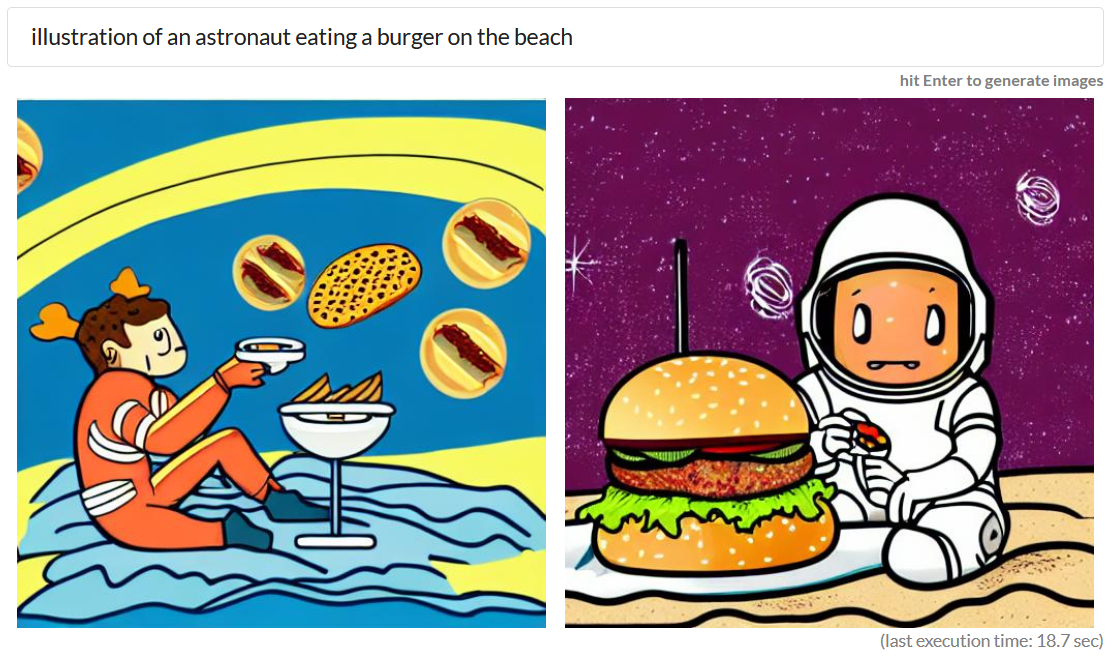 illustration of an astronaut eating a burger on the beach
hit Enter to generate images
(last execution time: 18.7 sec)